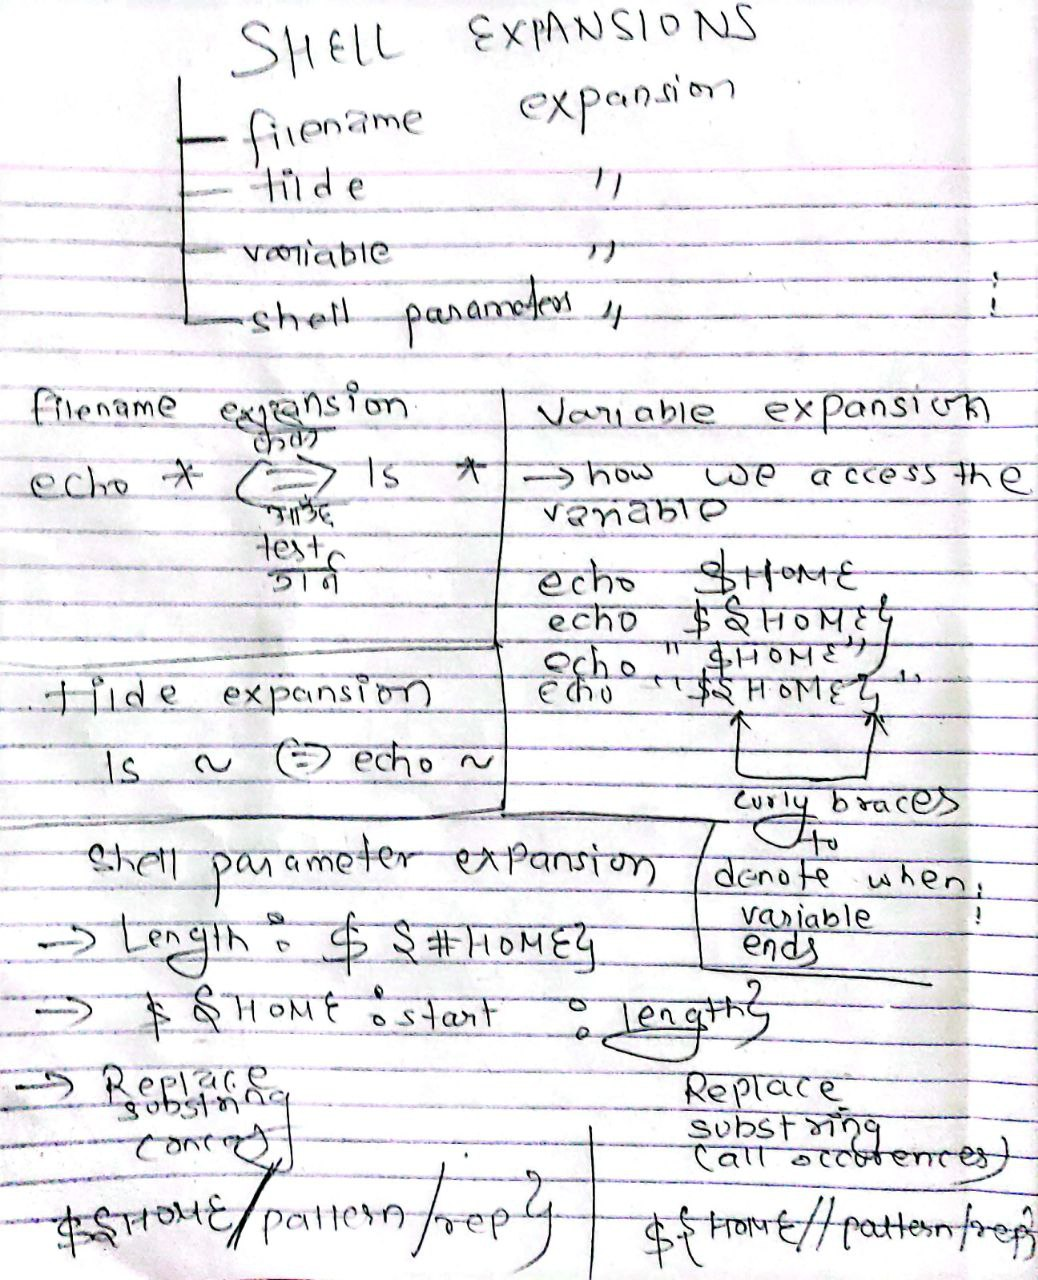 SHELL EXPANSIONS
filename expansion
tilde "
variable "
shell parameters "
filename expansion
echo * <=> ls *
test
Tilde expansion
ls ~ <=> echo ~
Variable expansion
→ how we access the
variable
echo $HOME
echo ${HOME}
echo "$HOME"
echo "${HOME}"
curly braces
to
denote when
variable
ends
Shell parameter expansion
→ Length : ${#HOME}
→ ${HOME:start:length}
→ Replace
substring
(once)
${HOME/pattern/rep}
Replace
substring
(all occurences)
${HOME//pattern/rep}